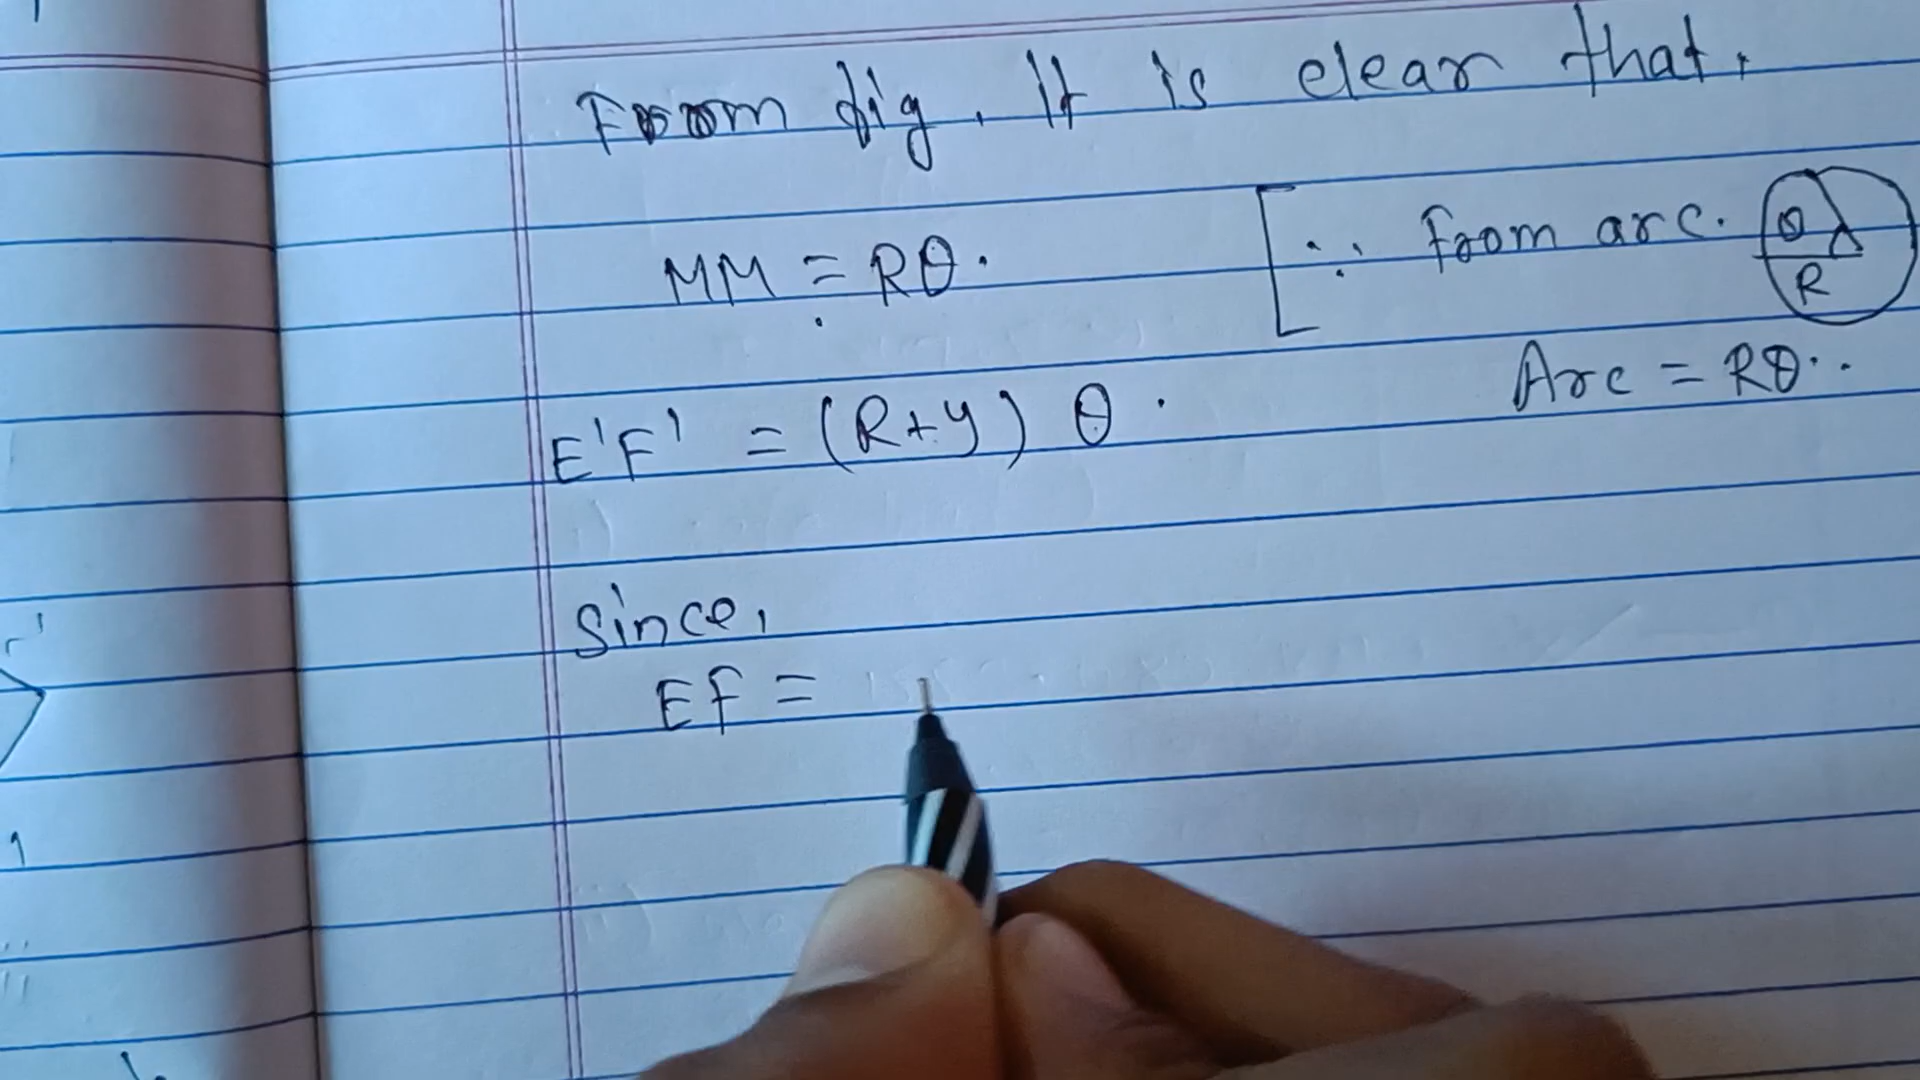 From fig. It is clear that,
MM = Rθ.
[∵ from arc. θ R
Arc = Rθ..
E'F' = (R+y) θ.
Since,
EF =